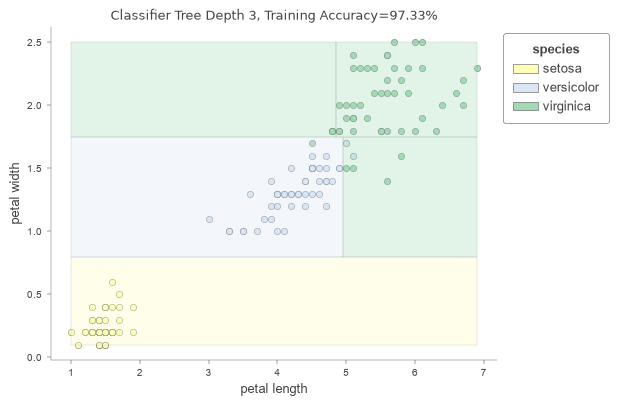 Classifier Tree Depth 3, Training Accuracy=97.33%
species
setosa
versicolor
virginica
petal width
2.5
2.0
1.5
1.0
0.5
0.0
1
2
3
4
5
6
7
petal length